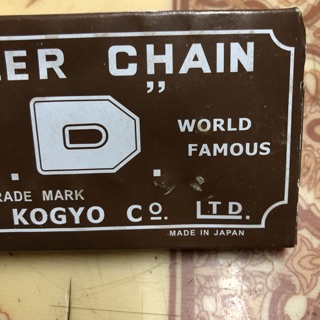 ER CHAIN
"
. D .
WORLD
FAMOUS
RADE MARK
KOGYO CO. LTD.
MADE IN JAPAN